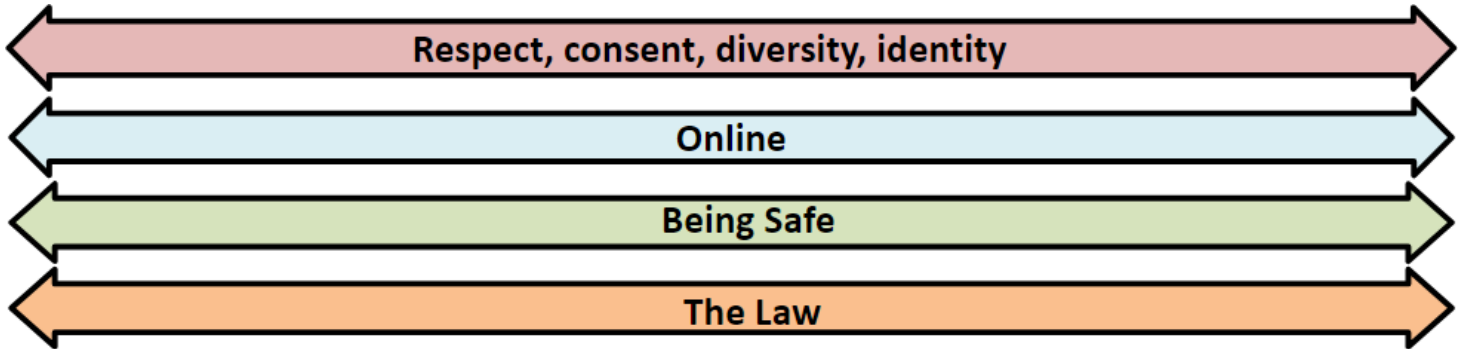 Respect, consent, diversity, identity
Online
Being Safe
The Law